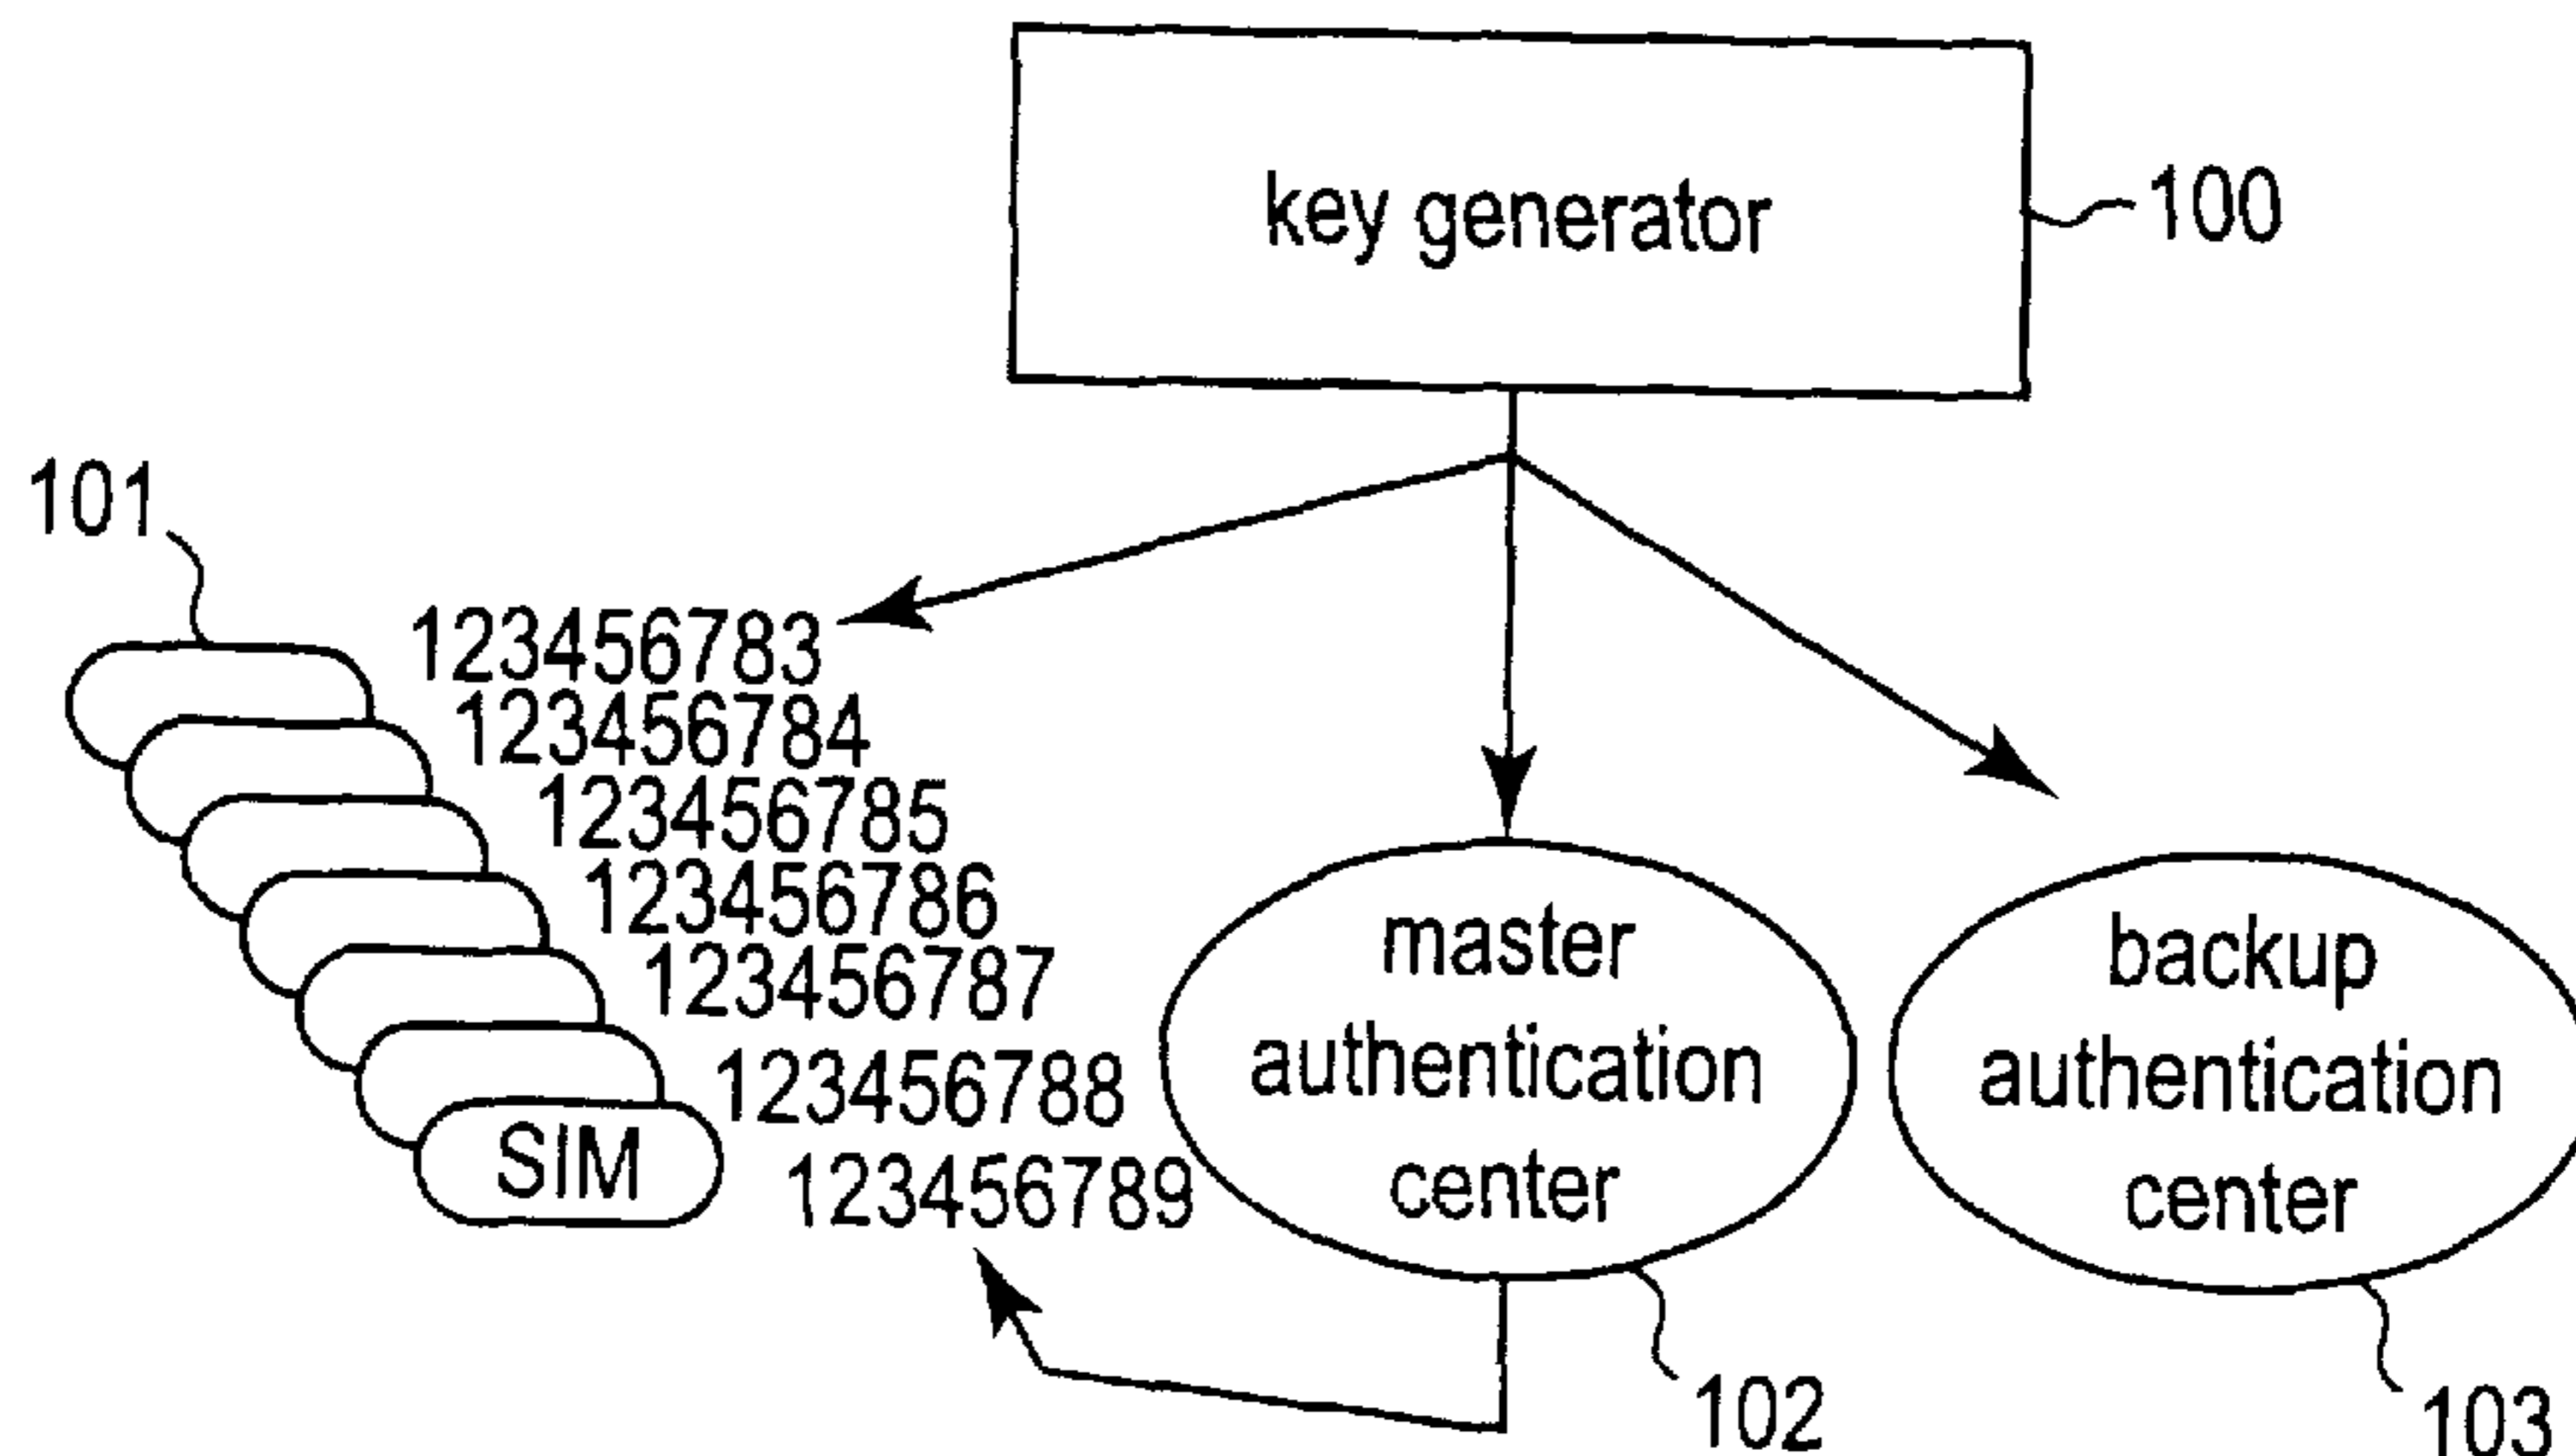 key generator
100
101
123456783
123456784
123456785
123456786
123456787
123456788
123456789
SIM
master
authentication
center
backup
authentication
center
102
103